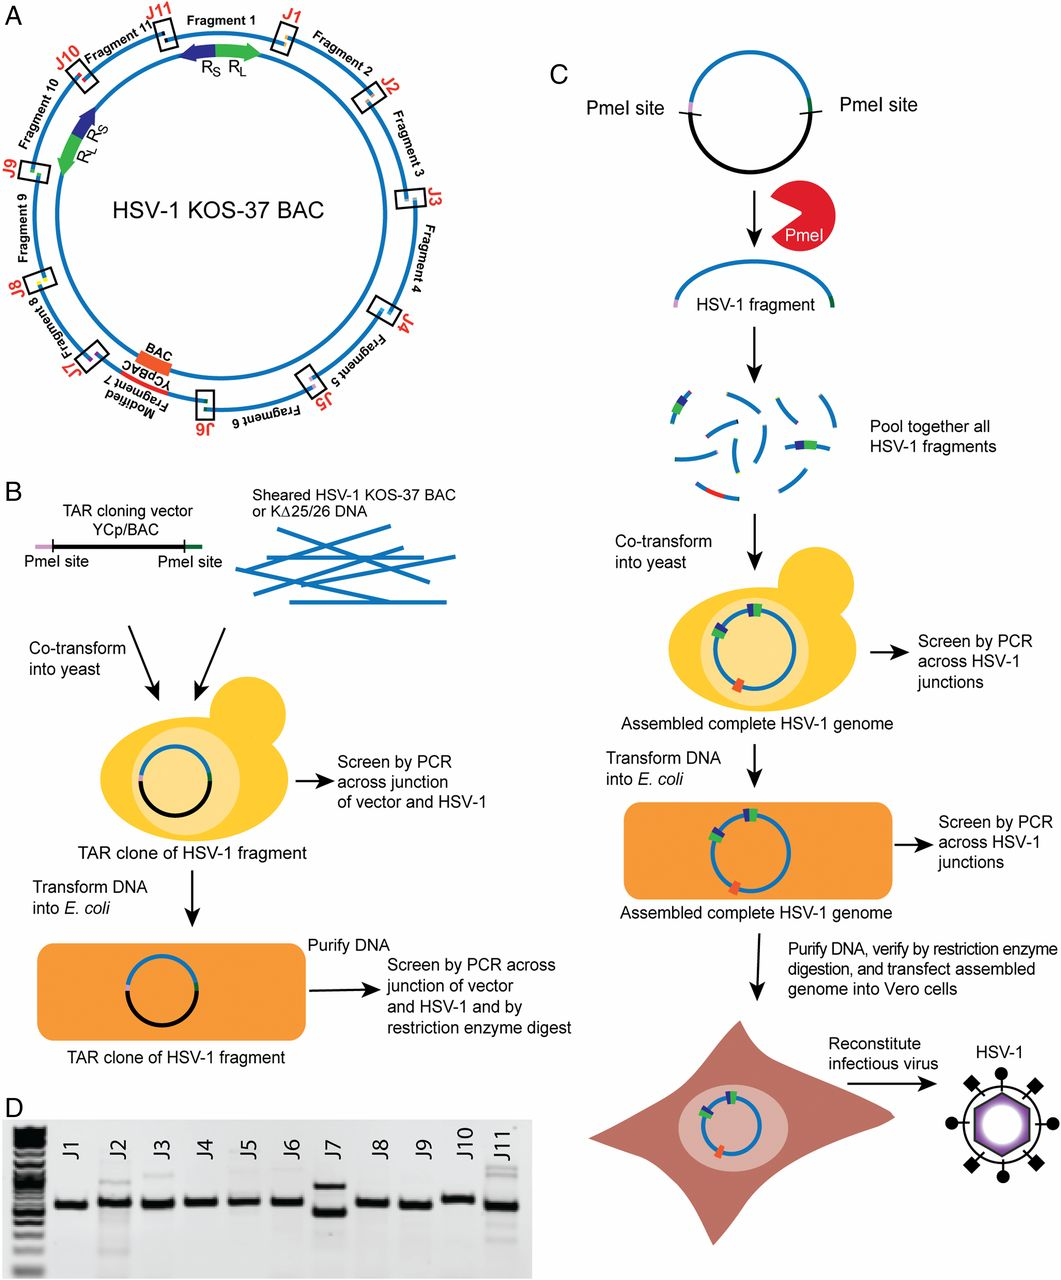 A
J11
Fragment 1
J1
Fragment 11
J10
Fragment 2
J2
RS RL
Fragment 10
RL RS
Fragment 3
J9
HSV-1 KOS-37 BAC
J3
Fragment 9
Fragment 4
J8
Fragment 8
J4
BAC
YCpBAC
J7
Modified
Fragment 7
Fragment 5
J5
J6
Fragment 6
B
TAR cloning vector
YCp/BAC
PmeI site
PmeI site
Sheared HSV-1 KOS-37 BAC
or KΔ25/26 DNA
Co-transform
into yeast
Screen by PCR
across junction
of vector and HSV-1
TAR clone of HSV-1 fragment
Transform DNA
into E. coli
Purify DNA
Screen by PCR across
junction of vector
and HSV-1 and by
restriction enzyme digest
TAR clone of HSV-1 fragment
C
PmeI site
PmeI site
PmeI
HSV-1 fragment
Pool together all
HSV-1 fragments
Co-transform
into yeast
Screen by PCR
across HSV-1
junctions
Assembled complete HSV-1 genome
Transform DNA
into E. coli
Screen by PCR
across HSV-1
junctions
Assembled complete HSV-1 genome
Purify DNA, verify by restriction enzyme
digestion, and transfect assembled
genome into Vero cells
Reconstitute
infectious virus
HSV-1
D
J1 J2 J3 J4 J5 J6 J7 J8 J9 J10 J11